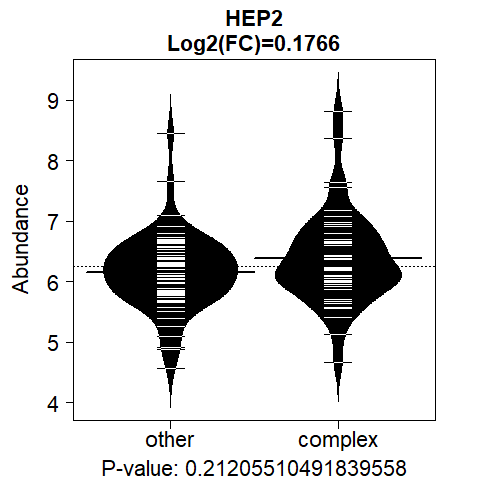 HEP2
Log2(FC)=0.1766
Abundance
9
8
7
6
5
4
other
complex
P-value: 0.21205510491839558